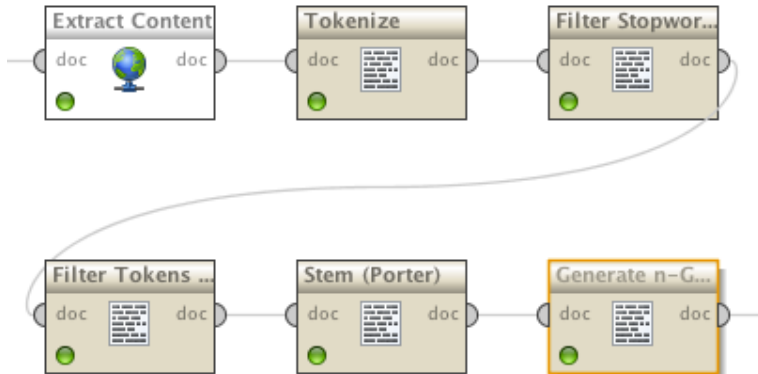 Extract Content
doc doc
Tokenize
doc doc
Filter Stopwor...
doc doc
Filter Tokens ...
doc doc
Stem (Porter)
doc doc
Generate n-G...
doc doc